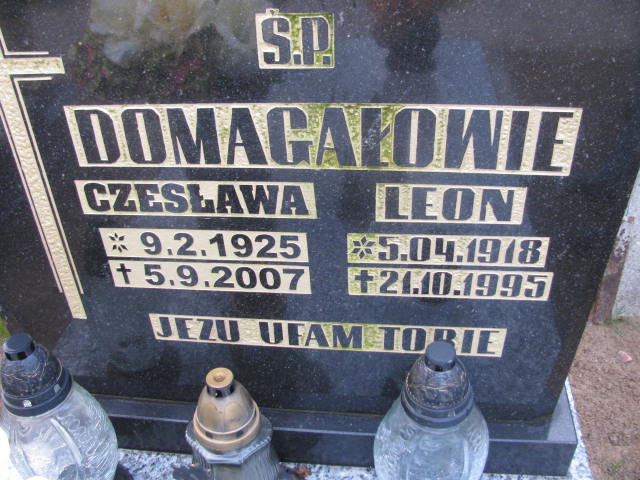 Ś.P.
DOMAGAŁOWIE
CZESŁAWA LEON
* 9.2.1925 * 5.04.1918
† 5.9.2007 † 21.10.1995
JEZU UFAM TOBIE